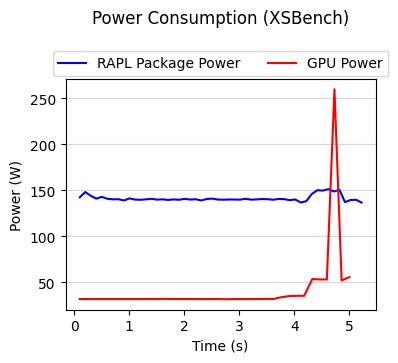 Power Consumption (XSBench)
RAPL Package Power
GPU Power
250
200
150
100
50
Power (W)
0
1
2
3
4
5
Time (s)